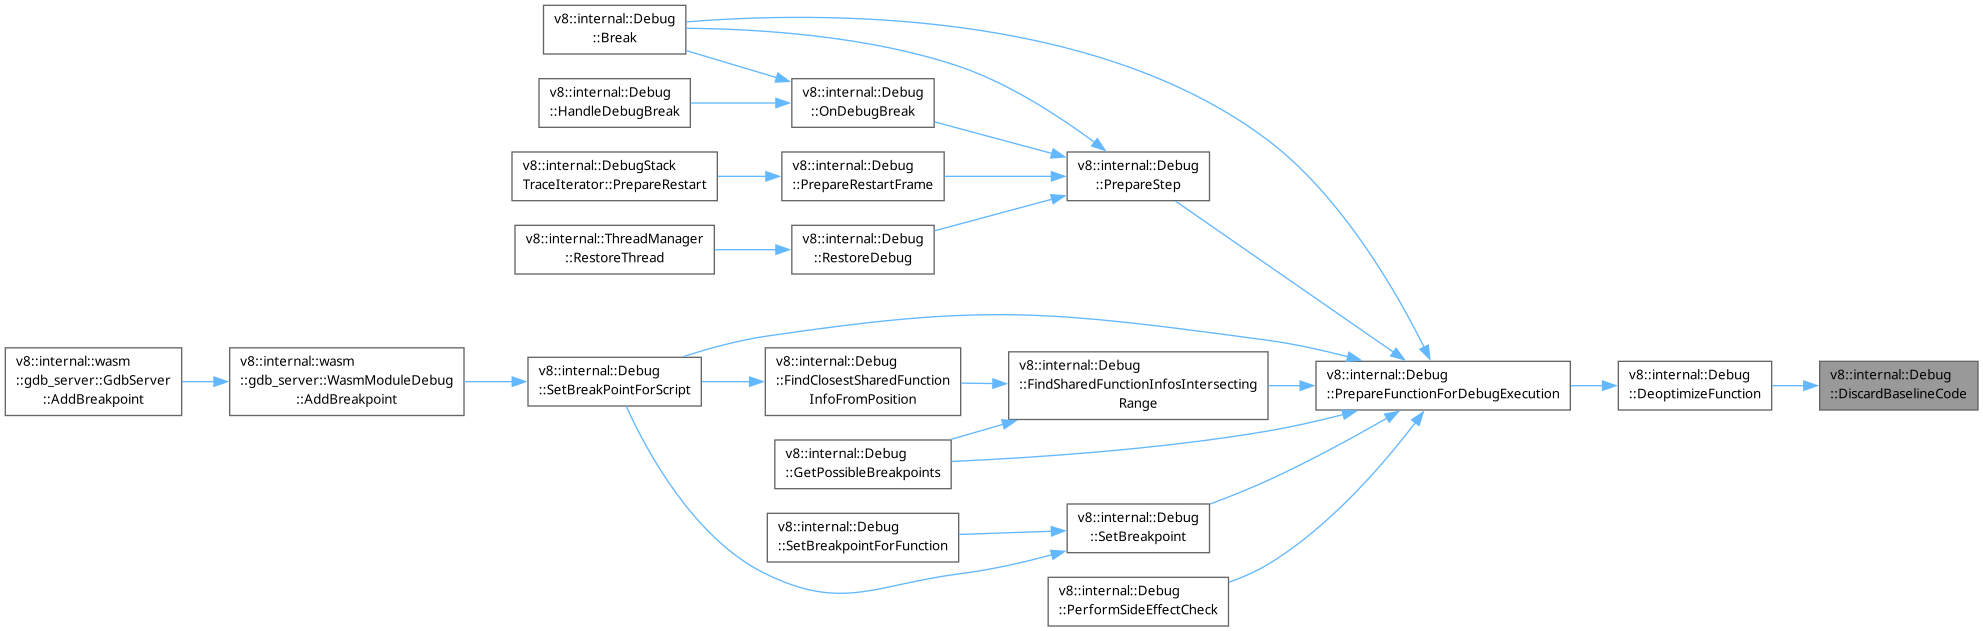 v8::internal::Debug
::Break
v8::internal::Debug
::HandleDebugBreak
v8::internal::Debug
::OnDebugBreak
v8::internal::DebugStack
TraceIterator::PrepareRestart
v8::internal::Debug
::PrepareRestartFrame
v8::internal::Debug
::PrepareStep
v8::internal::ThreadManager
::RestoreThread
v8::internal::Debug
::RestoreDebug
v8::internal::wasm
::gdb_server::GdbServer
::AddBreakpoint
v8::internal::wasm
::gdb_server::WasmModuleDebug
::AddBreakpoint
v8::internal::Debug
::SetBreakPointForScript
v8::internal::Debug
::FindClosestSharedFunction
InfoFromPosition
v8::internal::Debug
::FindSharedFunctionInfosIntersecting
Range
v8::internal::Debug
::PrepareFunctionForDebugExecution
v8::internal::Debug
::DeoptimizeFunction
v8::internal::Debug
::DiscardBaselineCode
v8::internal::Debug
::GetPossibleBreakpoints
v8::internal::Debug
::SetBreakpointForFunction
v8::internal::Debug
::SetBreakpoint
v8::internal::Debug
::PerformSideEffectCheck